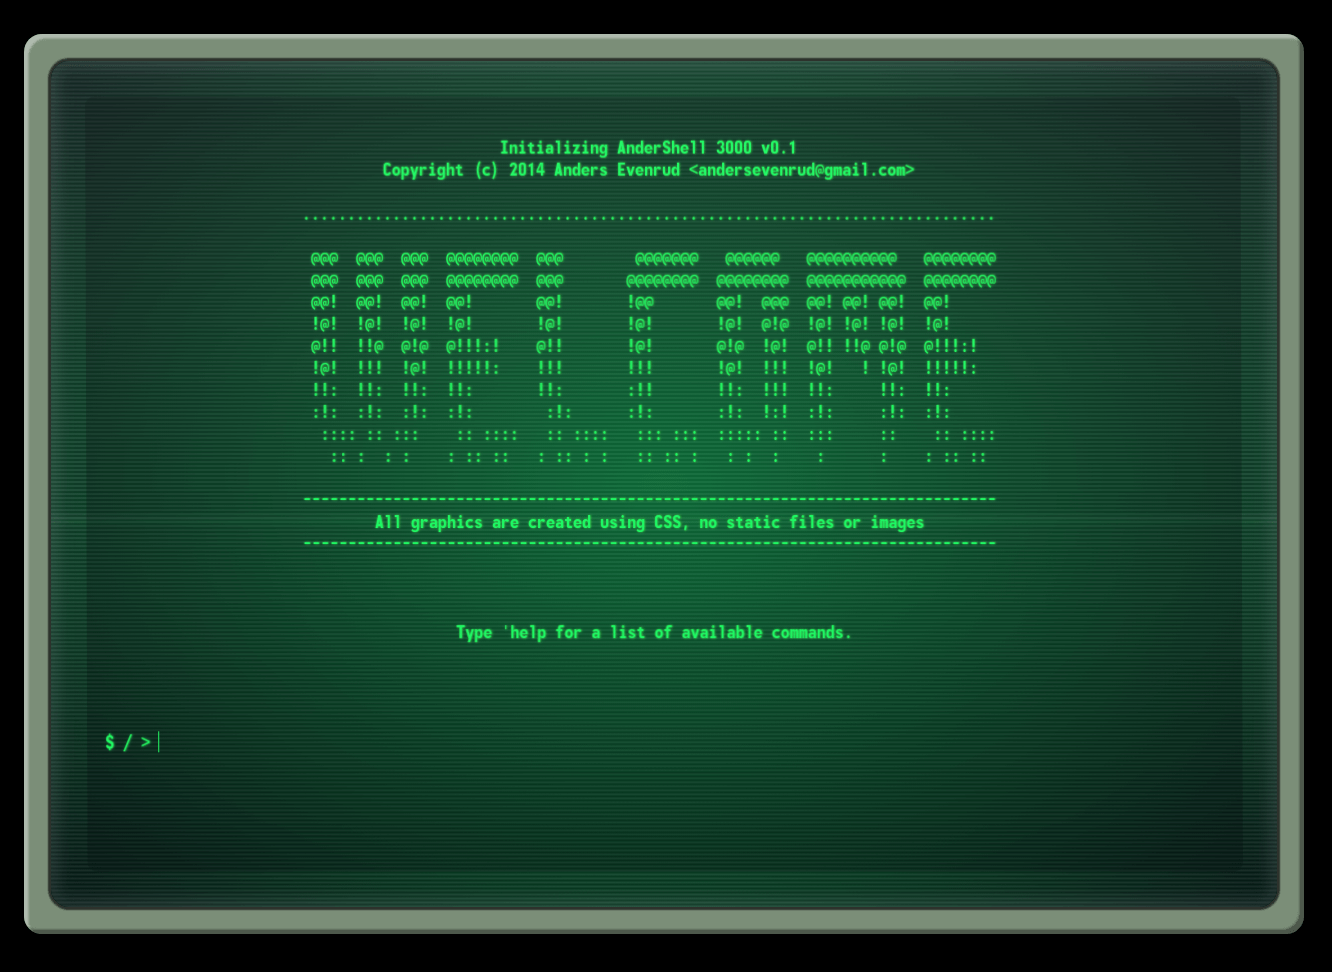 Initializing AnderShell 3000 v0.1
Copyright (c) 2014 Anders Evenrud <andersevenrud@gmail.com>
WELCOME
All graphics are created using CSS, no static files or images
Type 'help for a list of available commands.
$ / >